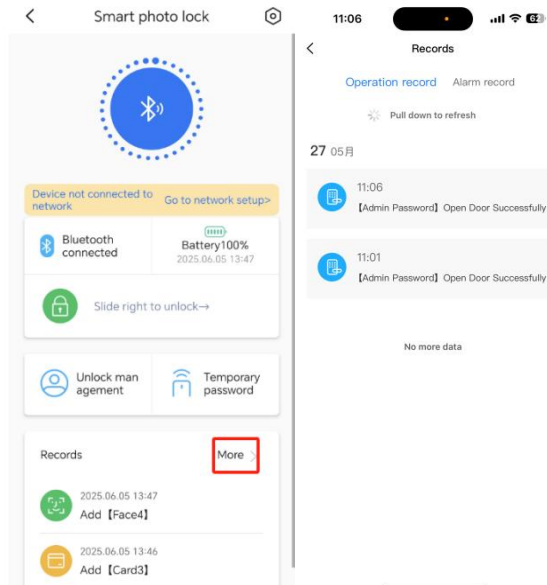 Smart photo lock
Device not connected to
network
Go to network setup>
Bluetooth
connected
Battery100%
2025.06.05 13:47
Slide right to unlock→
Unlock man
agement
Temporary
password
Records
More
2025.06.05 13:47
Add【Face4】
2025.06.05 13:46
Add【Card3】
11:06
Records
Operation record
Alarm record
Pull down to refresh
27 05月
11:06
【Admin Password】Open Door Successfully
11:01
【Admin Password】Open Door Successfully
No more data